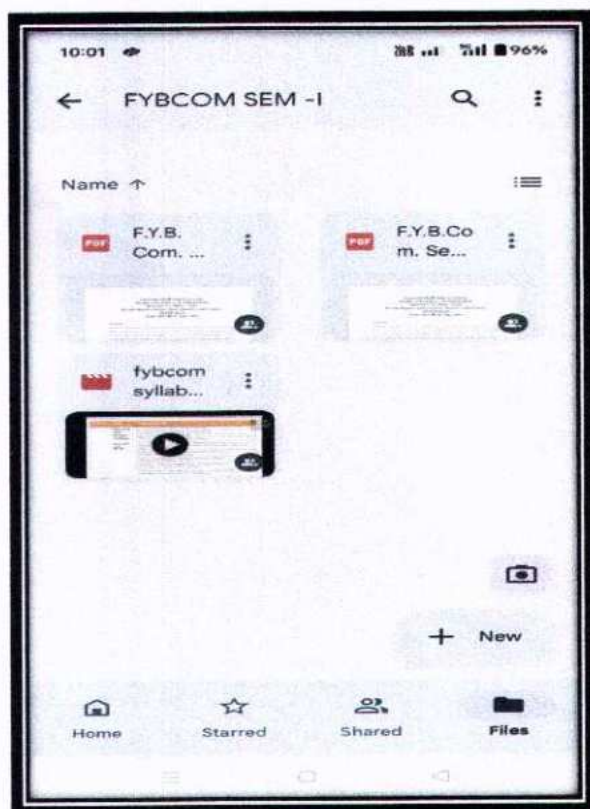 10:01
96%
FYBCOM SEM -I
Name ↑
PDF
F.Y.B.
Com. ...
PDF
F.Y.B.Co
m. Se...
fybcom
syllab...
+ New
Home
Starred
Shared
Files